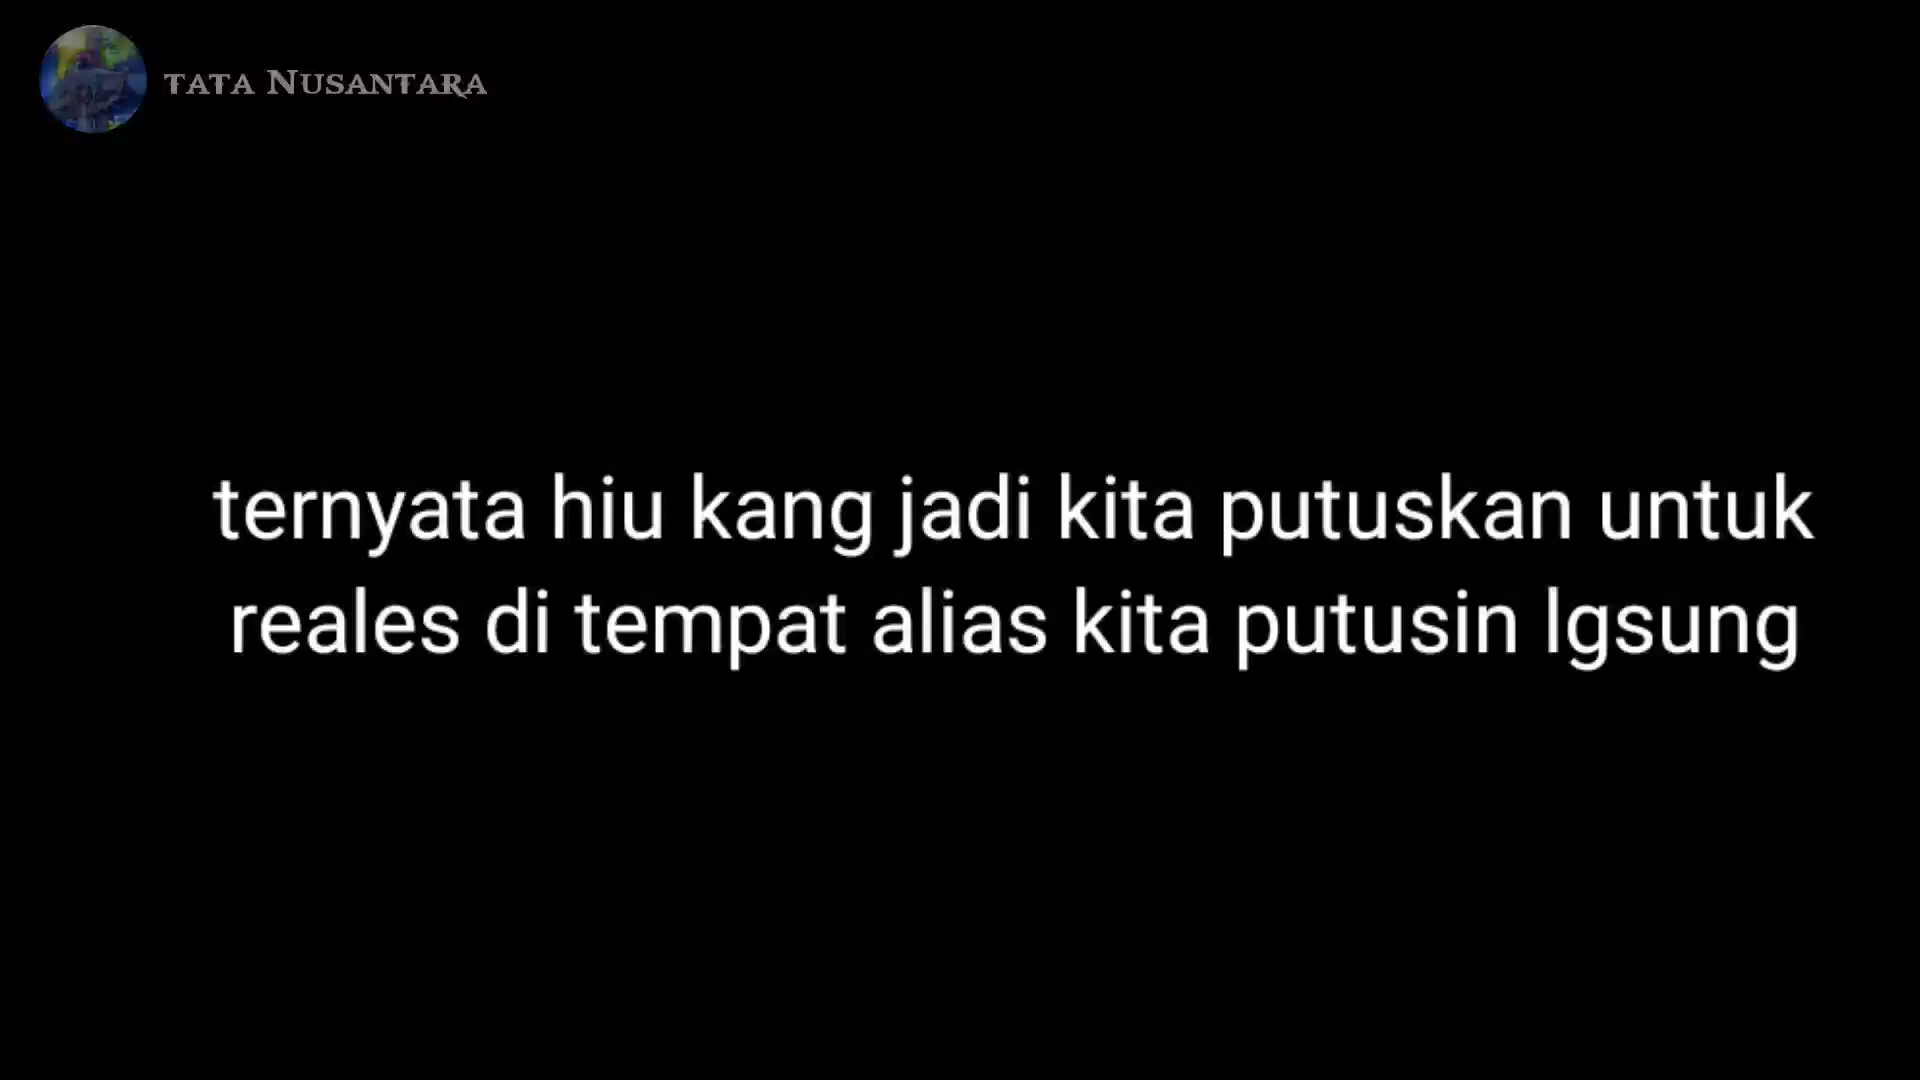 TATA NUSANTARA
ternyata hiu kang jadi kita putuskan untuk
reales di tempat alias kita putusin lgsung